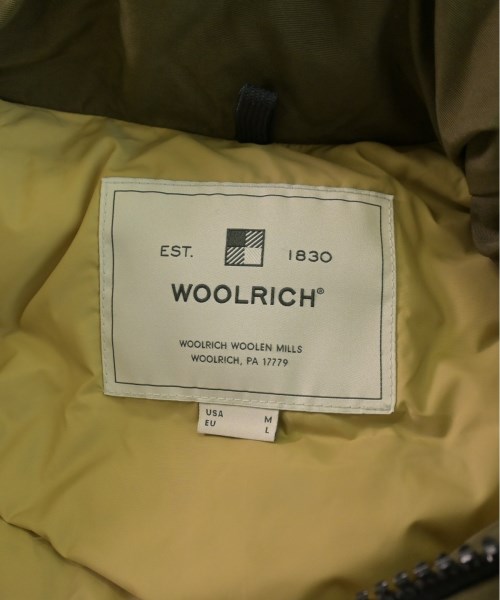 EST. 1830
WOOLRICH®
WOOLRICH WOOLEN MILLS
WOOLRICH, PA 17779
USA M
EU L